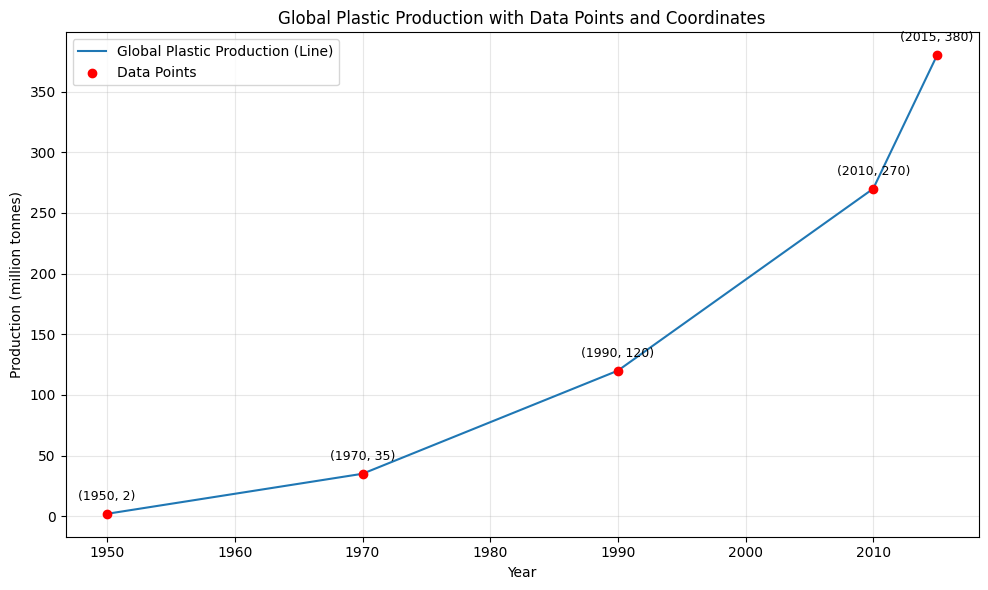 Global Plastic Production with Data Points and Coordinates
Global Plastic Production (Line)
Data Points
(2015, 380)
(2010, 270)
(1990, 120)
(1970, 35)
(1950, 2)
Production (million tonnes)
350
300
250
200
150
100
50
0
1950 1960 1970 1980 1990 2000 2010
Year